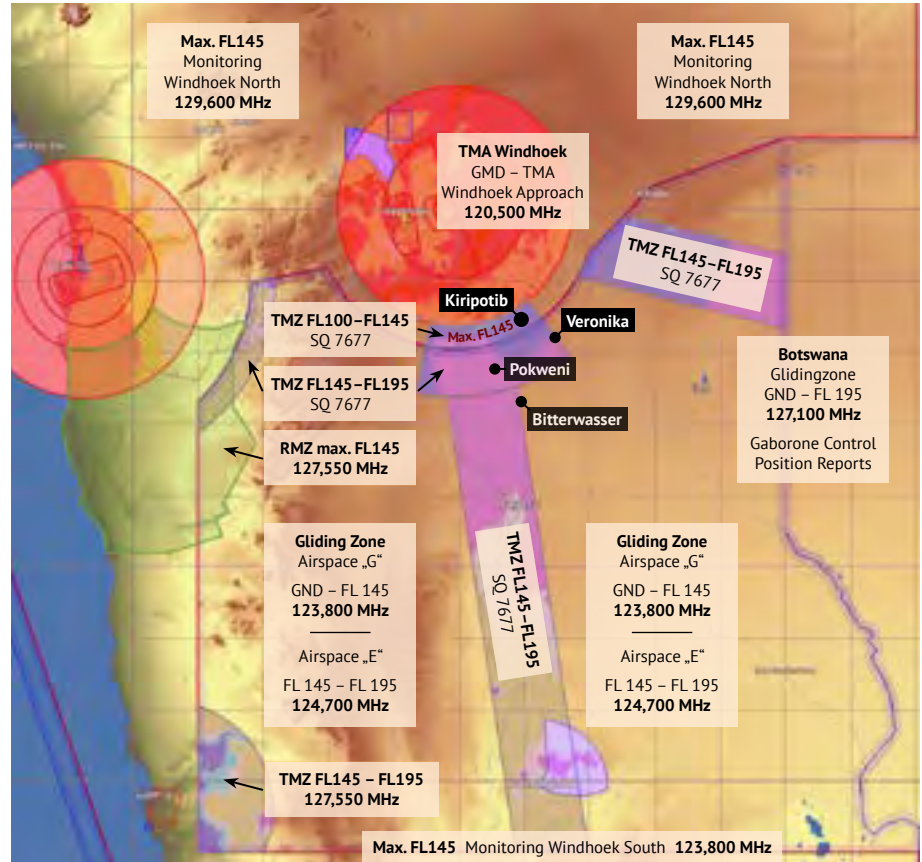 Max. FL145
Monitoring
Windhoek North
129,600 MHz
Max. FL145
Monitoring
Windhoek North
129,600 MHz
TMA Windhoek
GMD – TMA
Windhoek Approach
120,500 MHz
TMZ FL145–FL195
SQ 7677
Kiripotib
TMZ FL100–FL145
SQ 7677
Max. FL145
Veronika
Pokweni
TMZ FL145–FL195
SQ 7677
Bitterwasser
Botswana
Glidingzone
GND – FL 195
127,100 MHz
Gaborone Control
Position Reports
RMZ max. FL145
127,550 MHz
Gliding Zone
Airspace „G“
GND – FL 145
123,800 MHz
Airspace „E“
FL 145 – FL 195
124,700 MHz
TMZ FL145–FL195
SQ 7677
Gliding Zone
Airspace „G“
GND – FL 145
123,800 MHz
Airspace „E“
FL 145 – FL 195
124,700 MHz
TMZ FL145 – FL195
127,550 MHz
Max. FL145 Monitoring Windhoek South 123,800 MHz